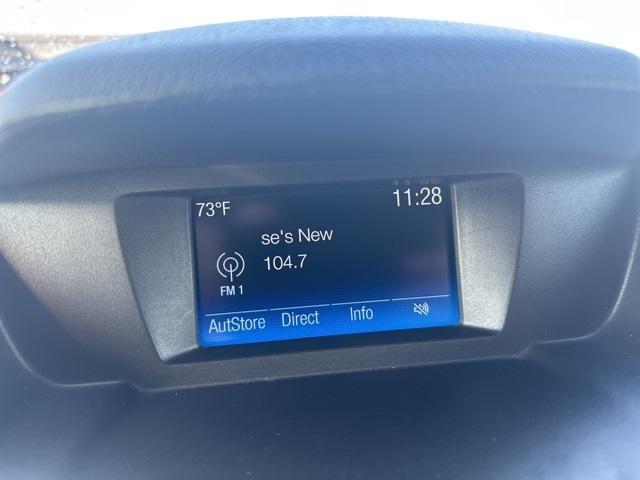 73°F 11:28
se's New
104.7
FM 1
AutStore Direct Info